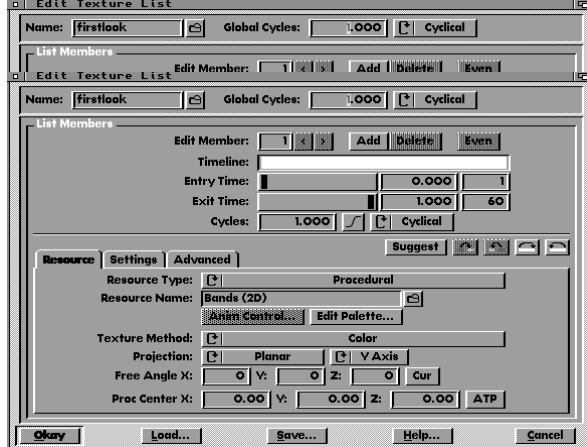 Edit Texture List
Name: firstlook Global Cycles: 1.000 Cyclical
List Members
Edit Member: 1 < > Add Delete Even
Edit Texture List
Name: firstlook Global Cycles: 1.000 Cyclical
List Members
Edit Member: 1 < > Add Delete Even
Timeline:
Entry Time: 0.000 1
Exit Time: 1.000 60
Cycles: 1.000 Cyclical
Suggest
Resource Settings Advanced
Resource Type: Procedural
Resource Name: Bands (2D)
Anim Control... Edit Palette...
Texture Method: Color
Projection: Planar Y Axis
Free Angle X: 0 Y: 0 Z: 0 Cur
Proc Center X: 0.00 Y: 0.00 Z: 0.00 ATP
Okay Load... Save... Help... Cancel